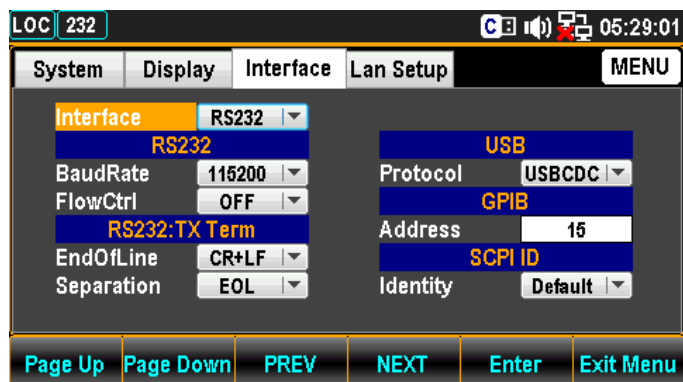 LOC 232 C 05:29:01
System Display Interface Lan Setup MENU
Interface RS232
RS232 USB
BaudRate 115200 Protocol USBCDC
FlowCtrl OFF GPIB
RS232:TX Term Address 15
EndOfLine CR+LF SCPI ID
Separation EOL Identity Default
Page Up Page Down PREV NEXT Enter Exit Menu